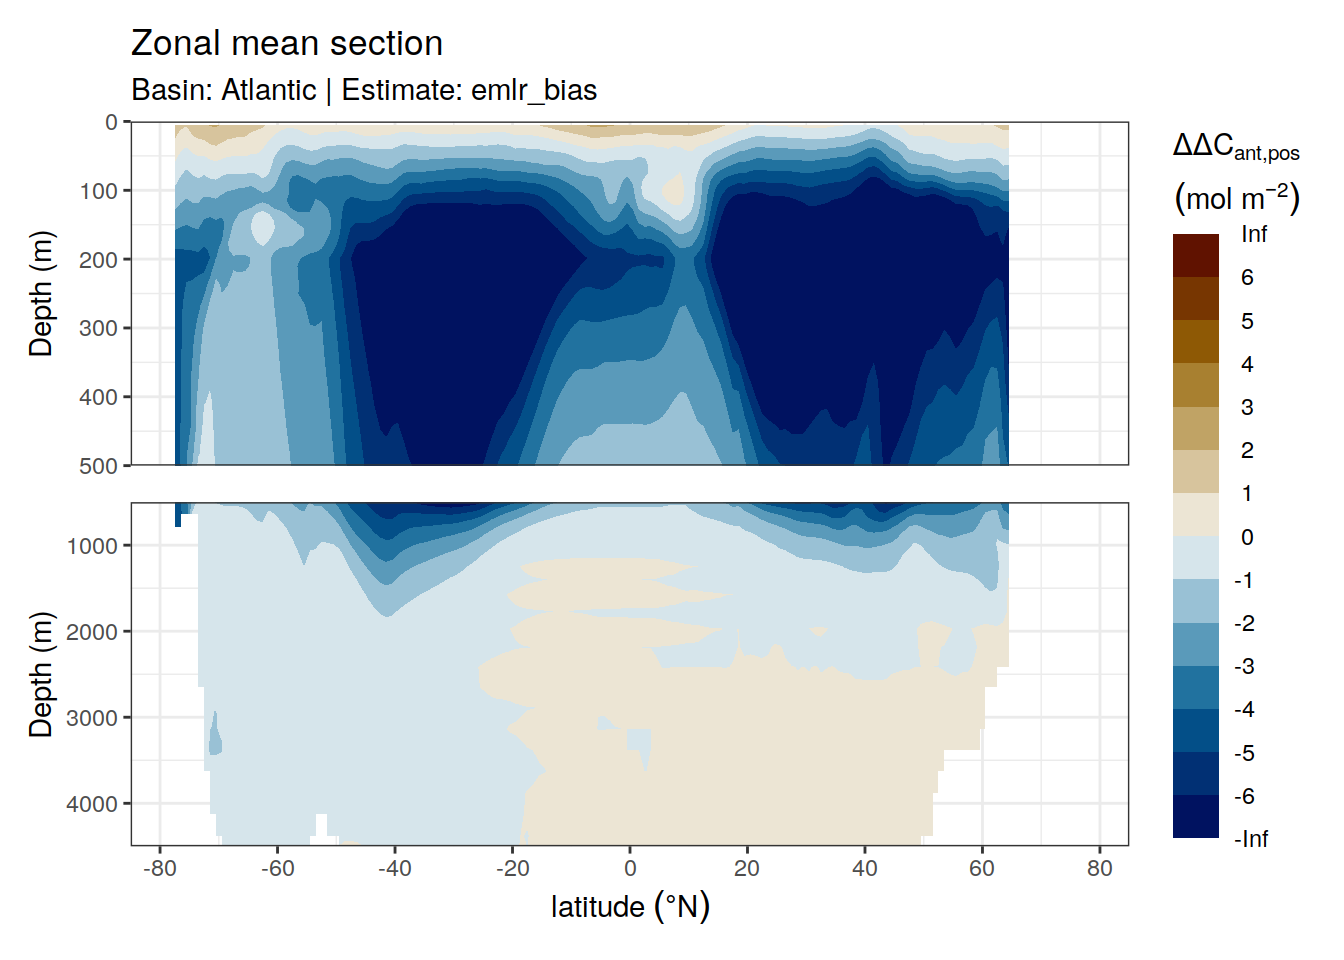 Zonal mean section
Basin: Atlantic | Estimate: emlr_bias
0
100
200
300
400
500
Depth (m)
1000
2000
3000
4000
Depth (m)
-80 -60 -40 -20 0 20 40 60 80
latitude (°N)
ΔΔC_ant,pos
(mol m⁻²)
Inf
6
5
4
3
2
1
0
-1
-2
-3
-4
-5
-6
-Inf